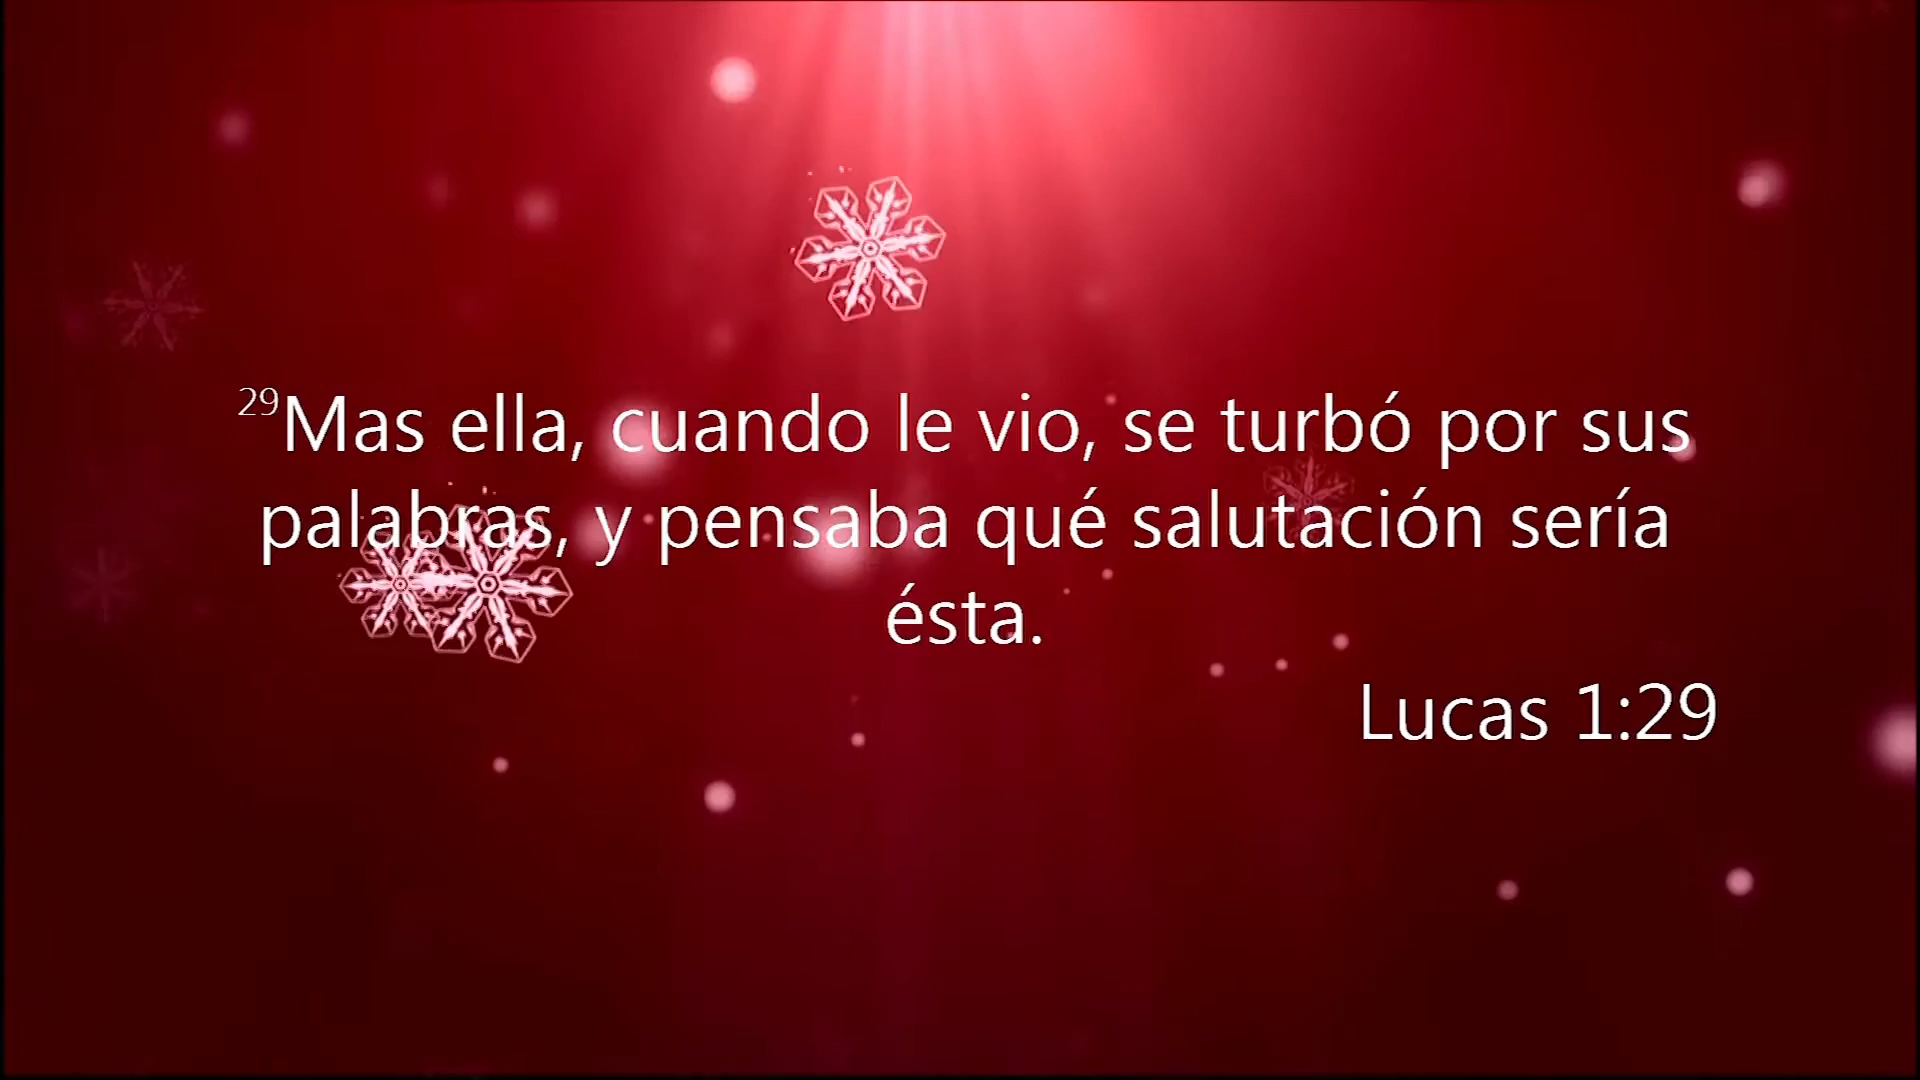 29Mas ella, cuando le vio, se turbó por sus
palabras, y pensaba qué salutación sería
ésta.
Lucas 1:29